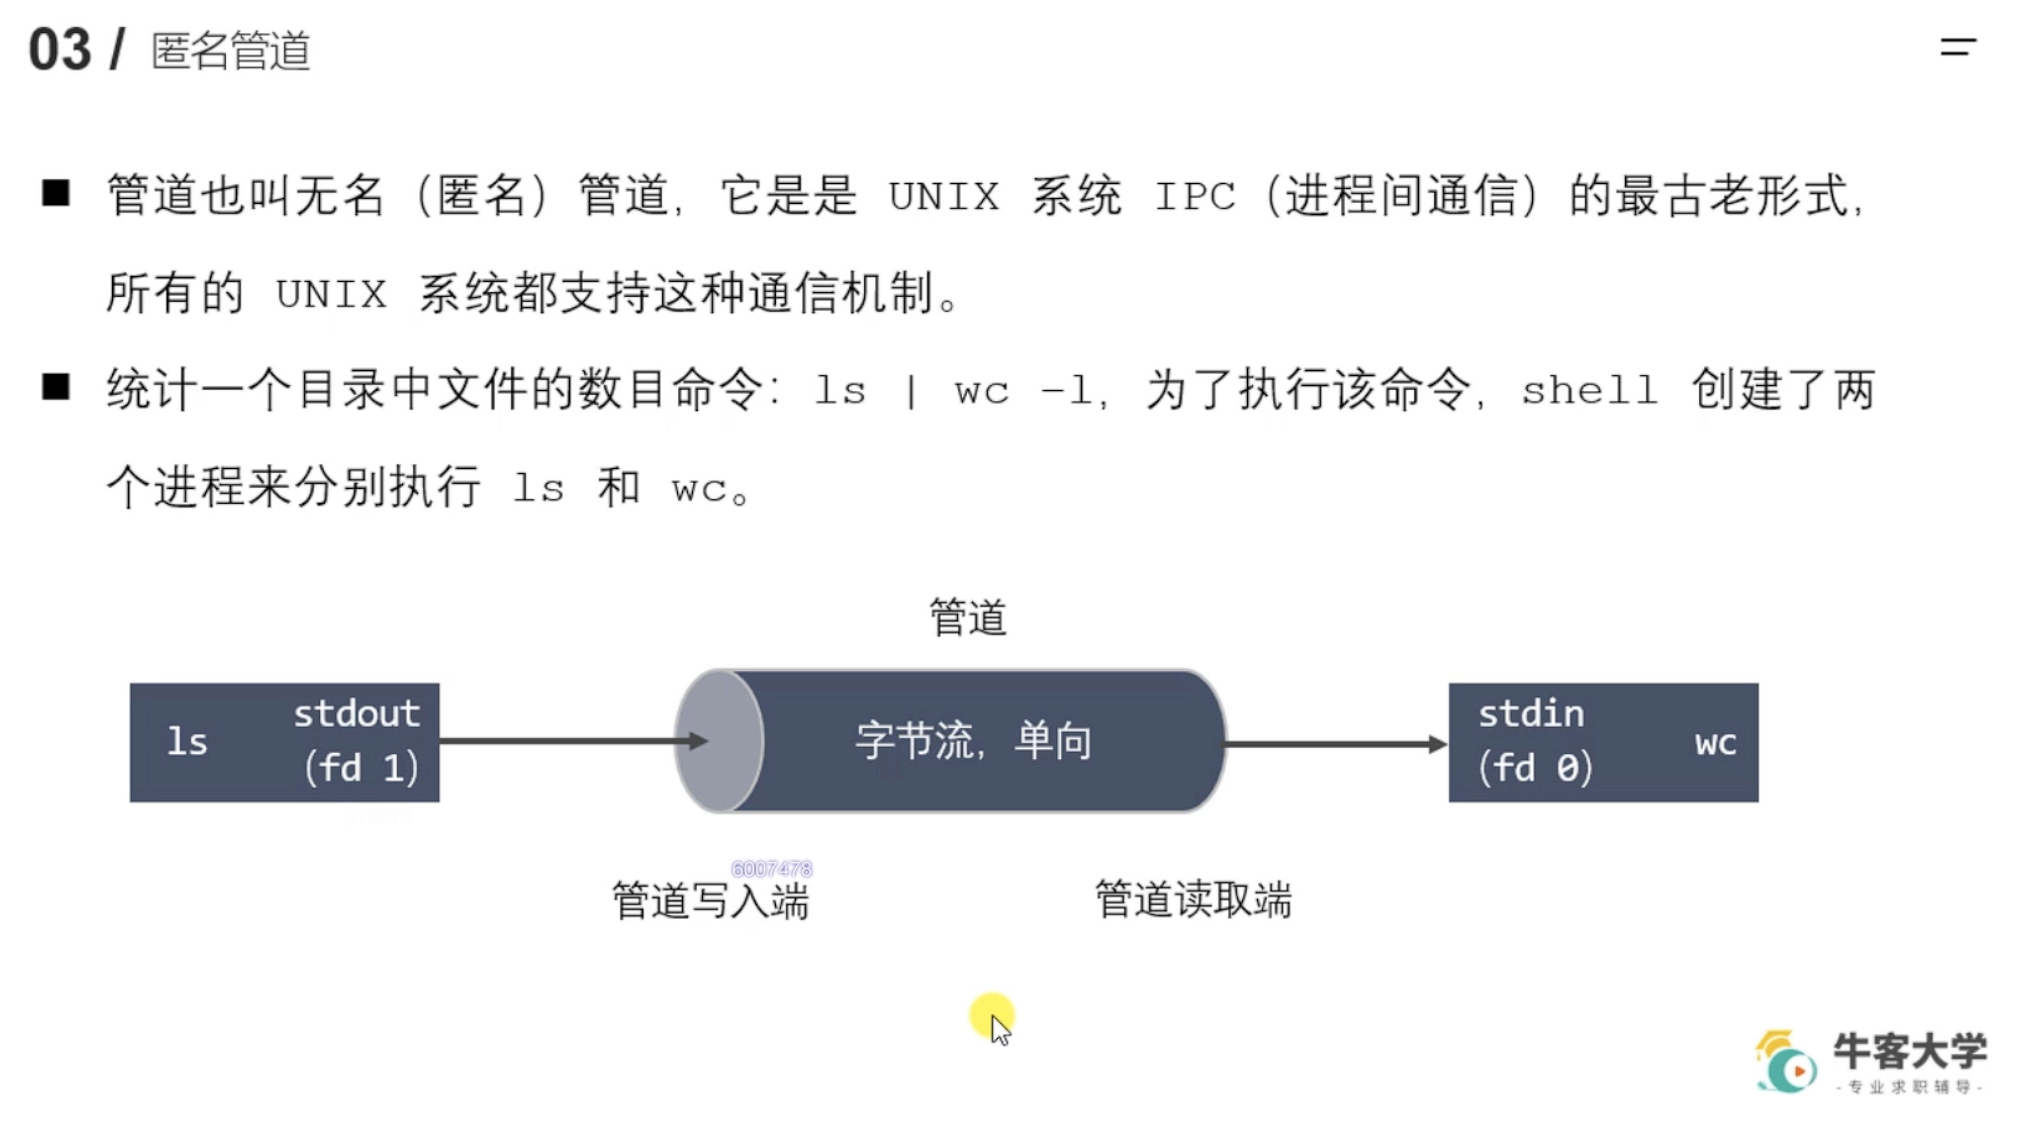 03 / 匿名管道
■ 管道也叫无名（匿名）管道，它是是 UNIX 系统 IPC（进程间通信）的最古老形式，
所有的 UNIX 系统都支持这种通信机制。
■ 统计一个目录中文件的数目命令：ls | wc –l，为了执行该命令，shell 创建了两
个进程来分别执行 ls 和 wc。
管道
ls
stdout
(fd 1)
字节流，单向
stdin
(fd 0)
wc
6007478
管道写入端
管道读取端
牛客大学
-专业求职辅导-